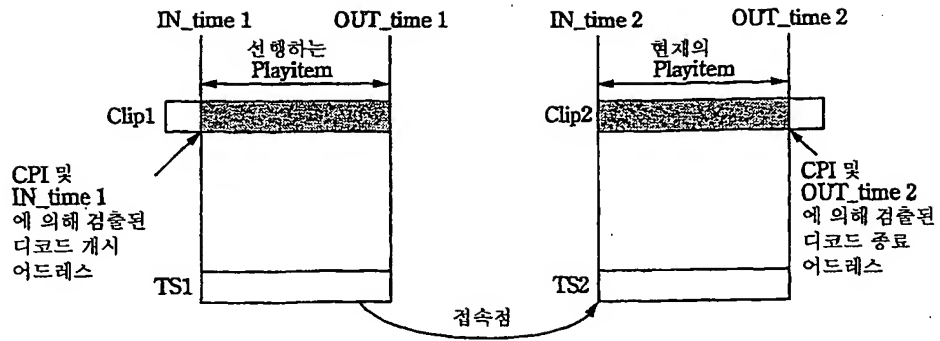 IN_time 1
OUT_time 1
IN_time 2
OUT_time 2
선행하는
Playitem
현재의
Playitem
Clip1
Clip2
CPI 및
IN_time 1
에 의해 검출된
디코드 개시
어드레스
CPI 및
OUT_time 2
에 의해 검출된
디코드 종료
어드레스
TS1
TS2
접속점